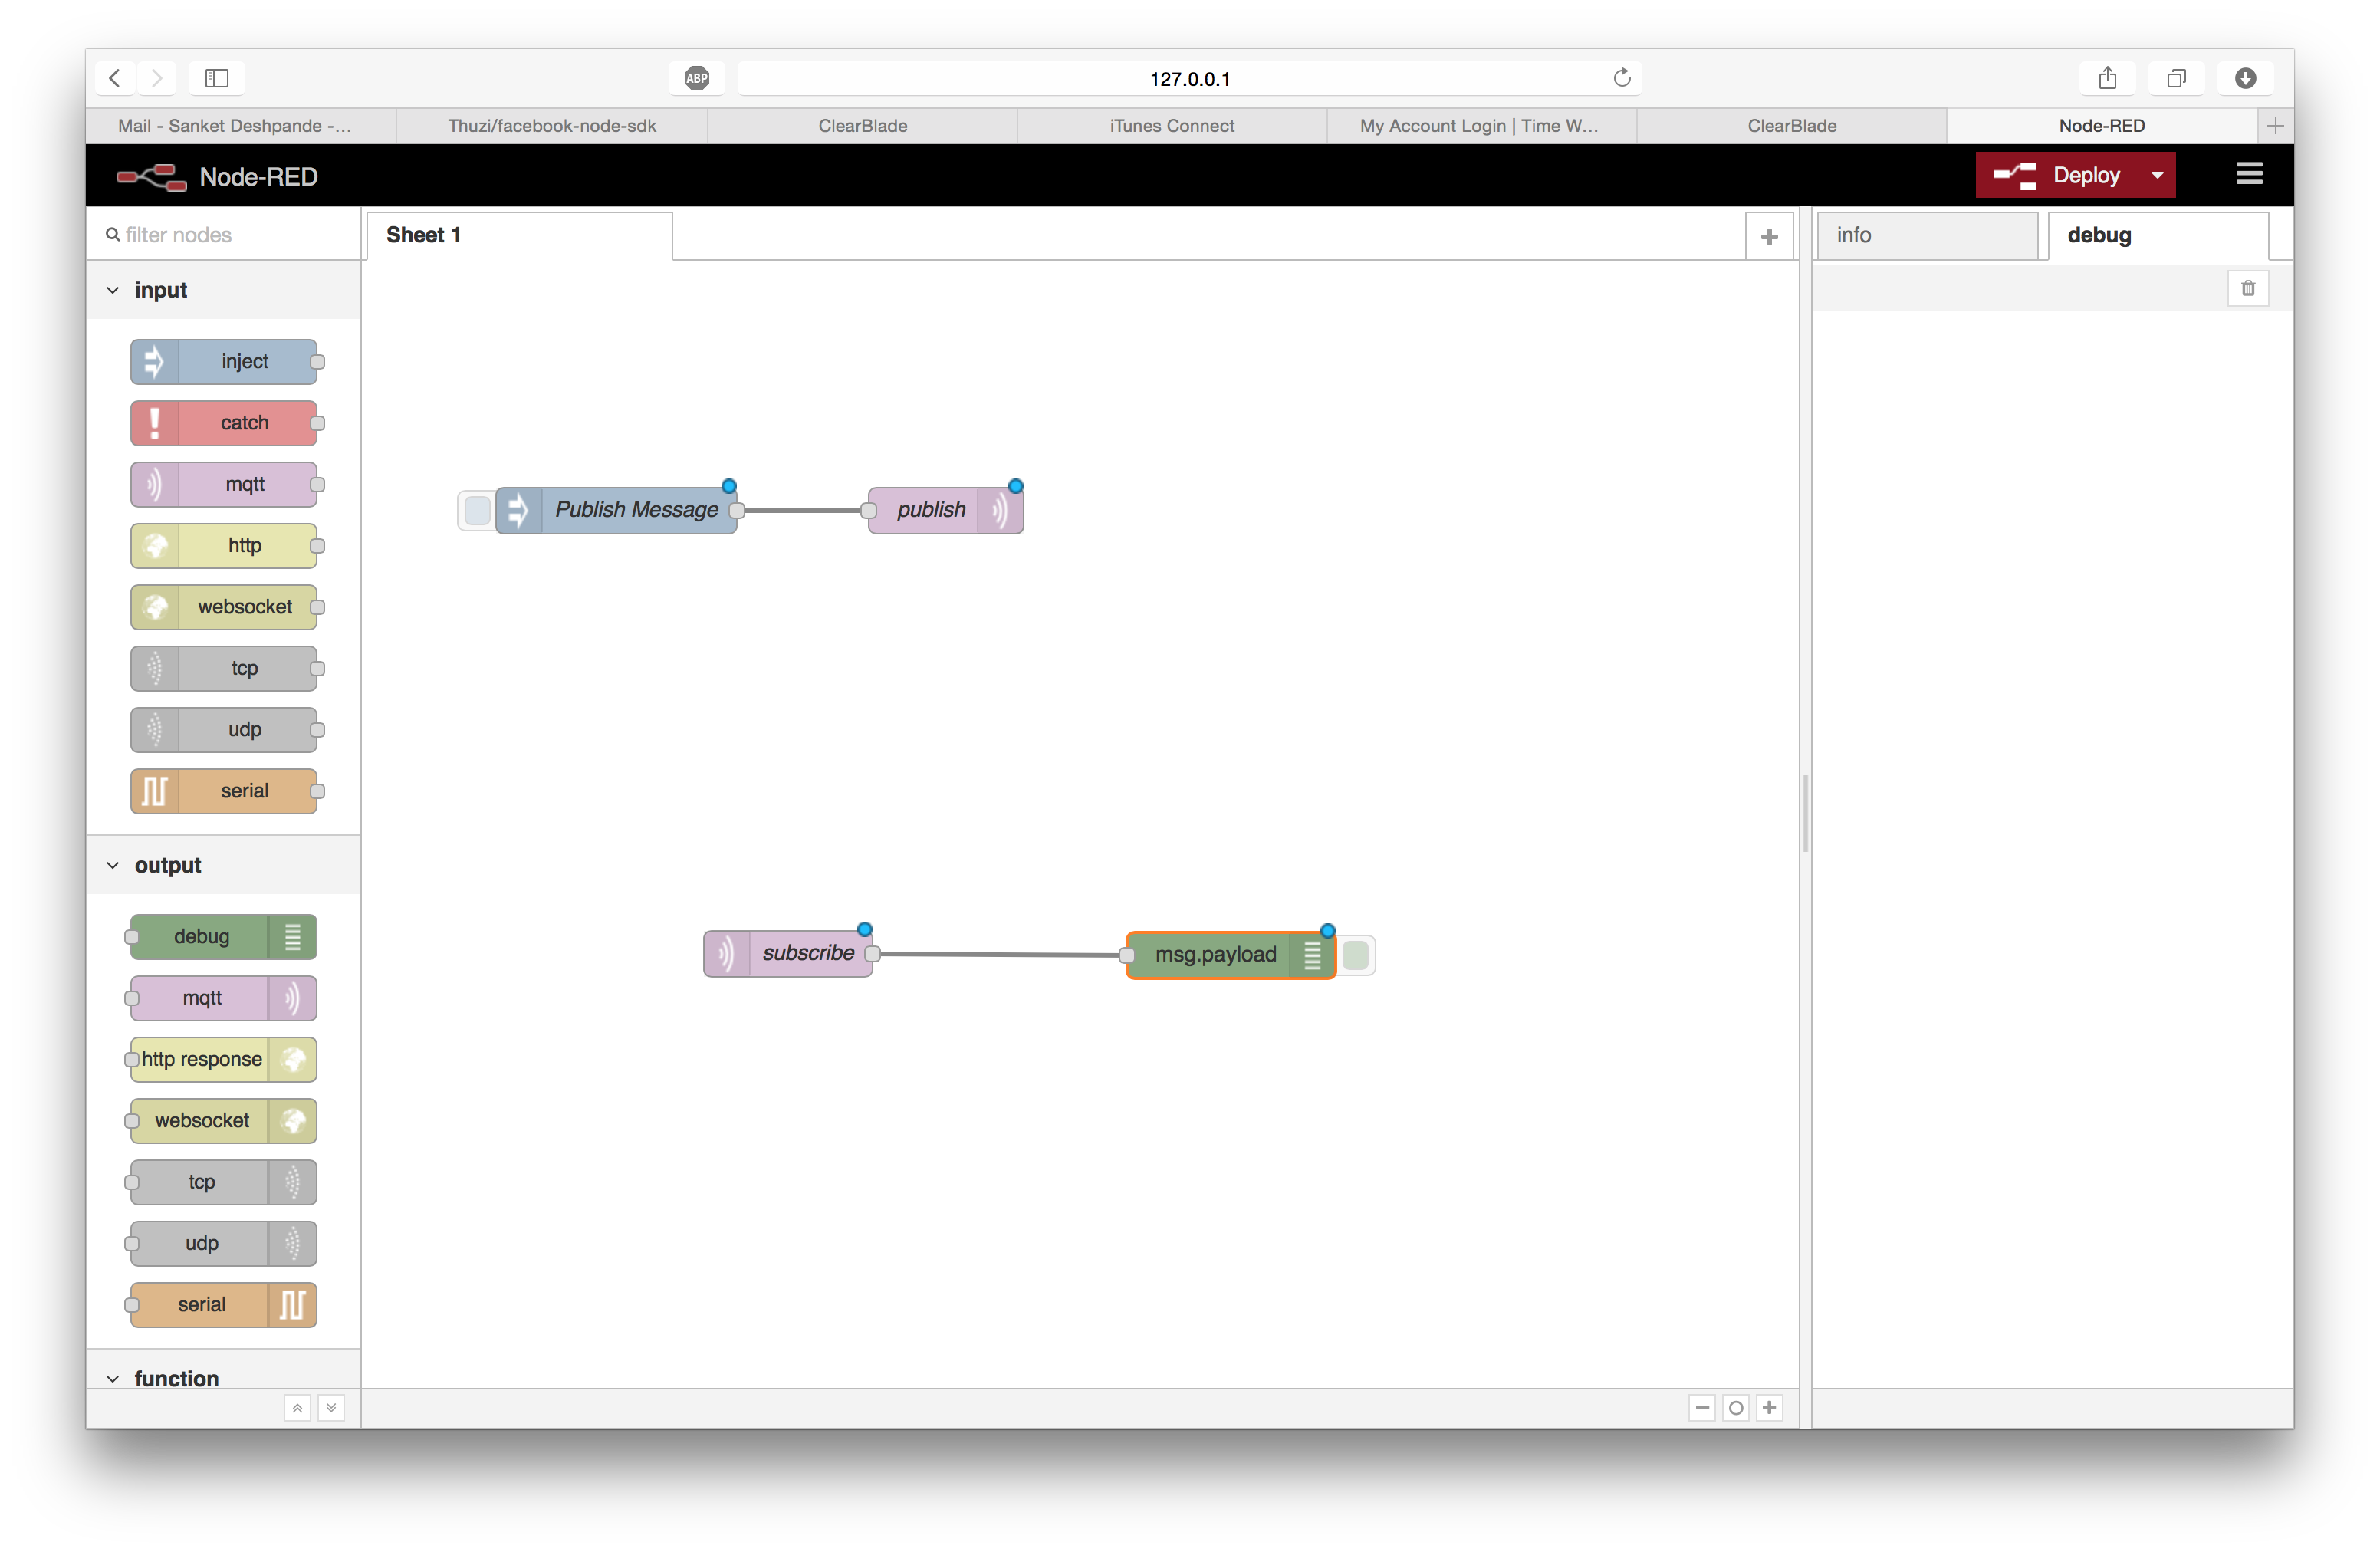 ABP
127.0.0.1
Mail - Sanket Deshpande -...
Thuzi/facebook-node-sdk
ClearBlade
iTunes Connect
My Account Login | Time W...
ClearBlade
Node-RED
Node-RED
Deploy
filter nodes
Sheet 1
info
debug
input
inject
catch
mqtt
http
websocket
tcp
udp
serial
Publish Message
publish
subscribe
msg.payload
output
debug
mqtt
http response
websocket
tcp
udp
serial
function